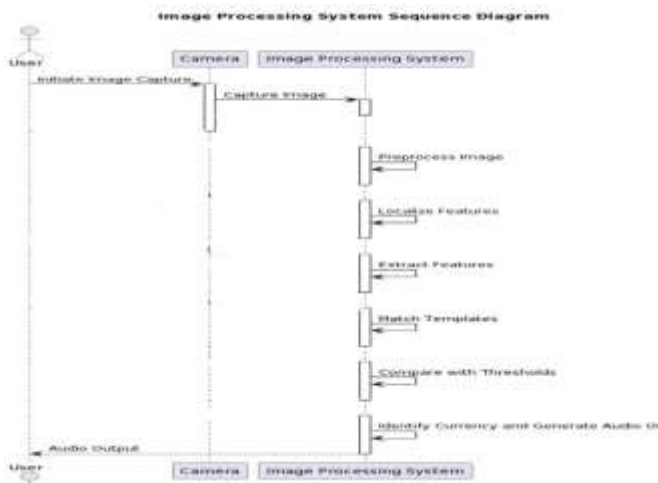 Image Processing System Sequence Diagram
User
Camera
Image Processing System
Initiate Image Capture
Capture Image
Preprocess Image
Localize Features
Extract Features
Match Templates
Compare with Thresholds
Identify Currency and Generate Audio O
Audio Output
User
Camera
Image Processing System